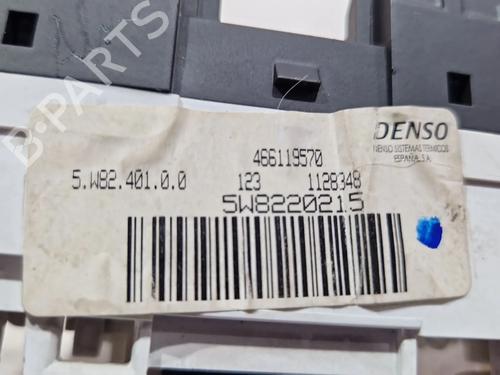 DENSO
DENSO SISTEMAS TERMICOS
ESPAÑA, S.A.
466119570
5.W82.401.0.0 123 1128348
5W8220215
B-PARTS